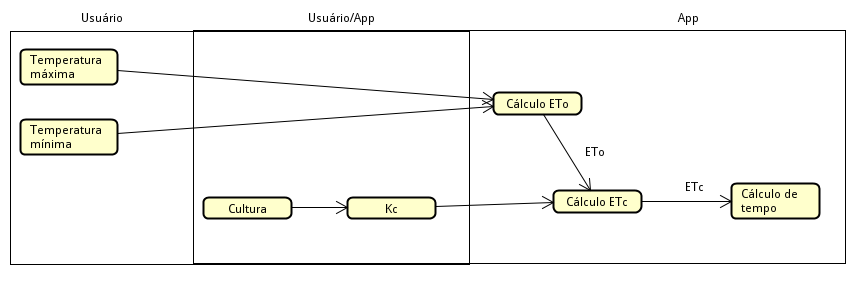 Usuário
Usuário/App
App
Temperatura
máxima
Cálculo ETo
Temperatura
mínima
ETo
ETc
Cultura
Kc
Cálculo ETc
Cálculo de
tempo